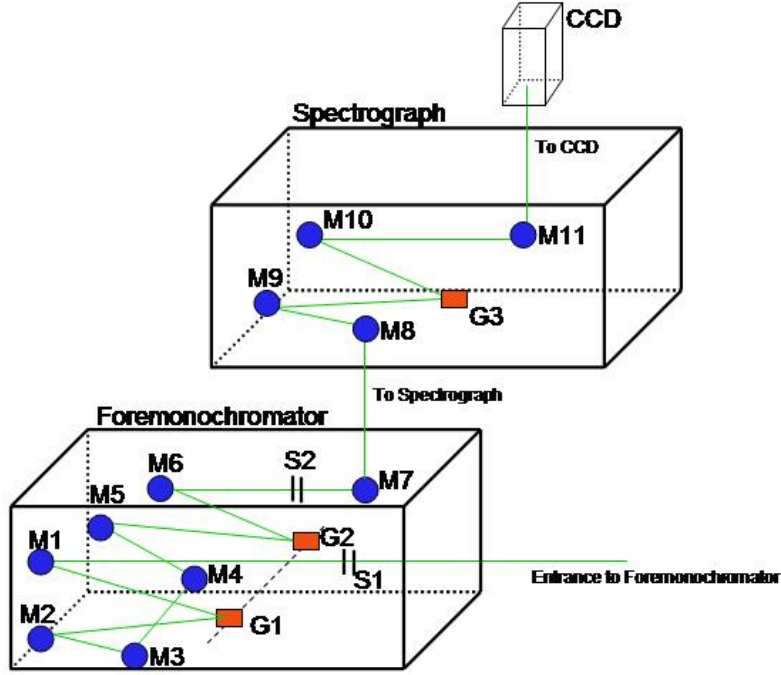 CCD
Spectrograph
To CCD
M10
M11
M9
G3
M8
To Spectrograph
Foremonochromator
M6
S2
M7
M5
G2
M1
M4
S1
Entrance to Foremonochromator
M2
G1
M3